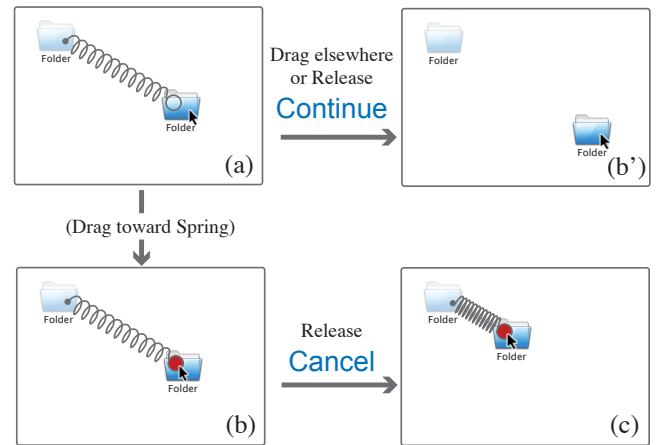 Folder
Folder
(a)
Drag elsewhere
or Release
Continue
Folder
Folder
(b’)
(Drag toward Spring)
Folder
Folder
(b)
Release
Cancel
Folder
Folder
(c)